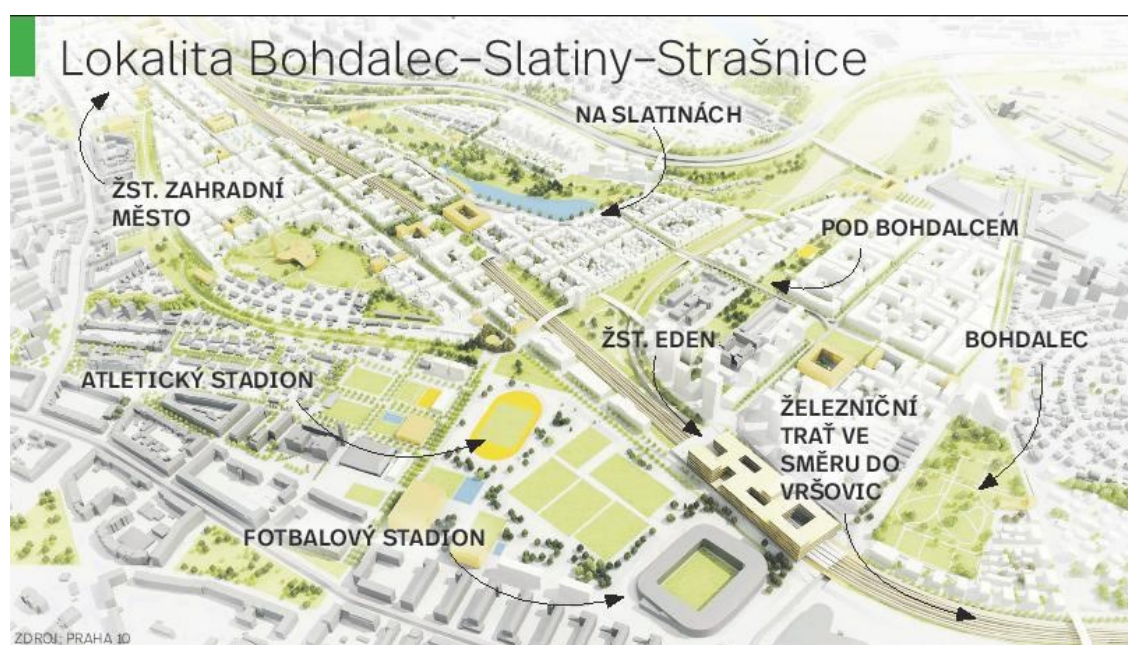 Lokalita Bohdalec–Slatiny–Strašnice
NA SLATINÁCH
ŽST. ZAHRADNÍ
MĚSTO
POD BOHDALCEM
ŽST. EDEN
BOHDALEC
ATLETICKÝ STADION
ŽELEZNIČNÍ
TRAŤ VE
SMĚRU DO
VRŠOVIC
FOTBALOVÝ STADION
ZDROJ: PRAHA 10